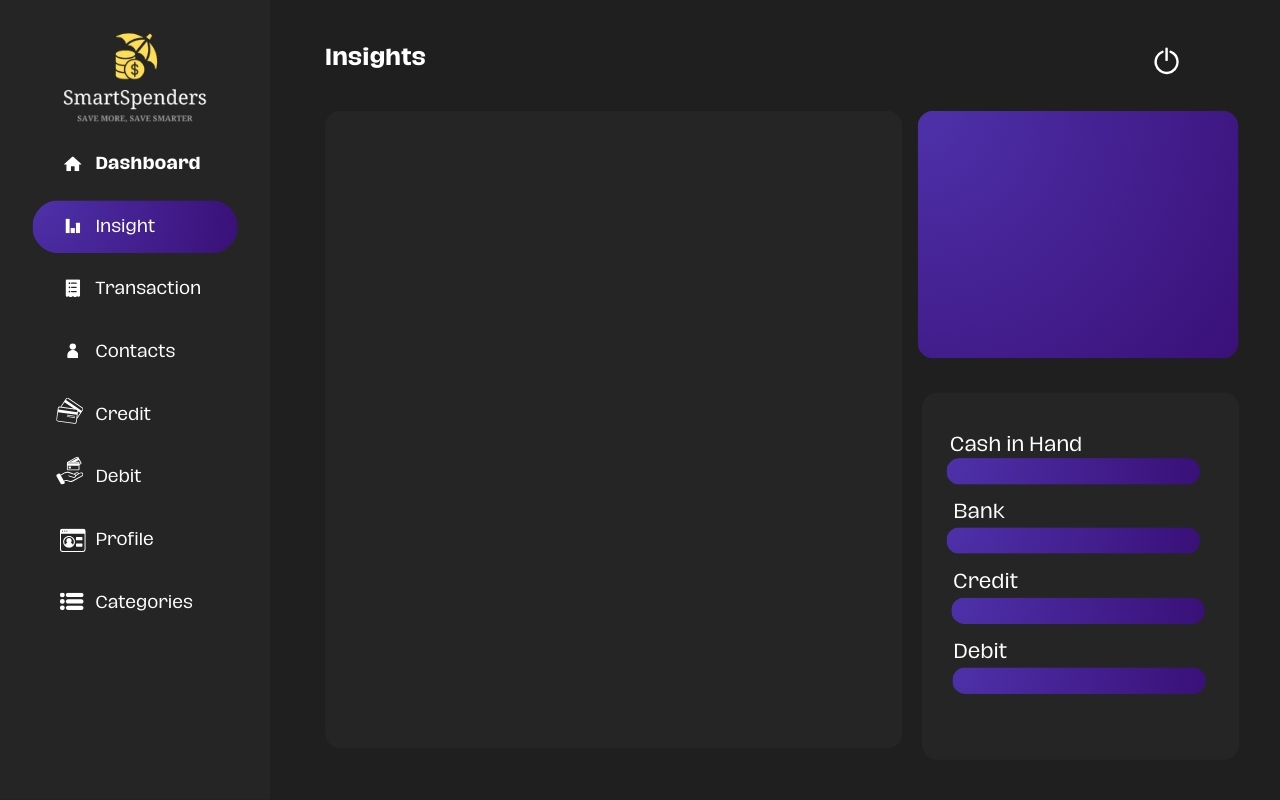 SmartSpenders
SAVE MORE, SAVE SMARTER
Dashboard
Insight
Transaction
Contacts
Credit
Debit
Profile
Categories
Insights
Cash in Hand
Bank
Credit
Debit